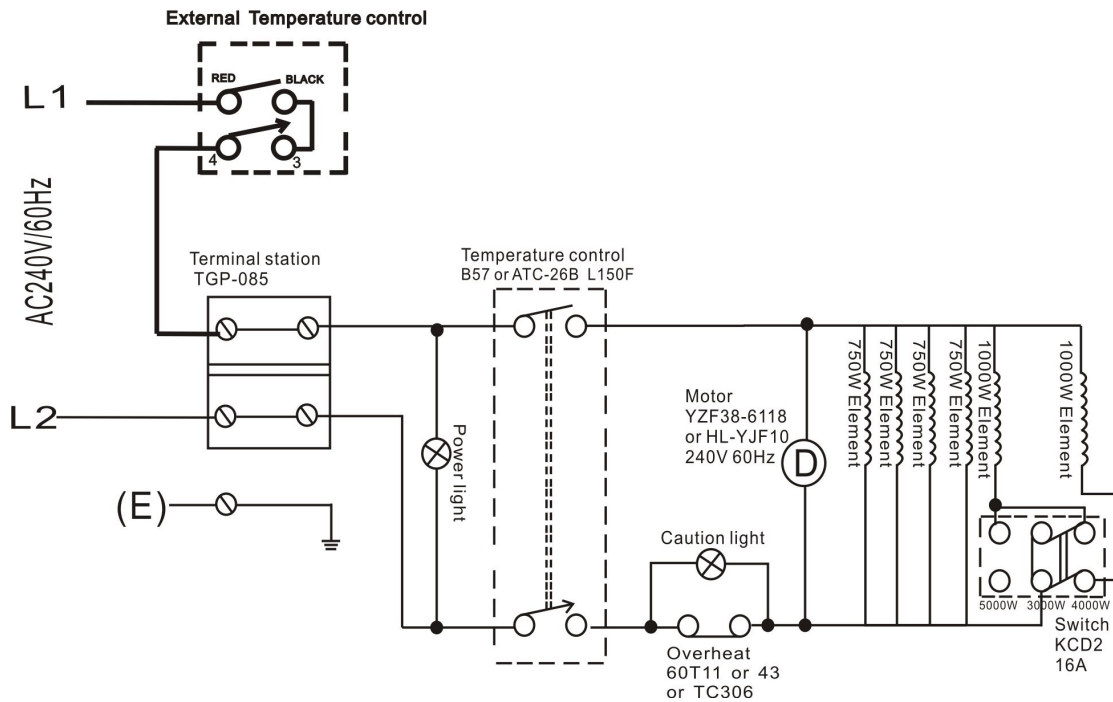 External Temperature control
RED
BLACK
L1
4
3
AC240V/60Hz
Terminal station
TGP-085
Temperature control
B57 or ATC-26B L150F
L2
Power light
(E)
Motor
YZF38-6118
or HL-YJF10
240V 60Hz
D
750W Element
750W Element
750W Element
750W Element
1000W Element
1000W Element
Caution light
Overheat
60T11 or 43
or TC306
5000W 3000W 4000W
Switch
KCD2
16A